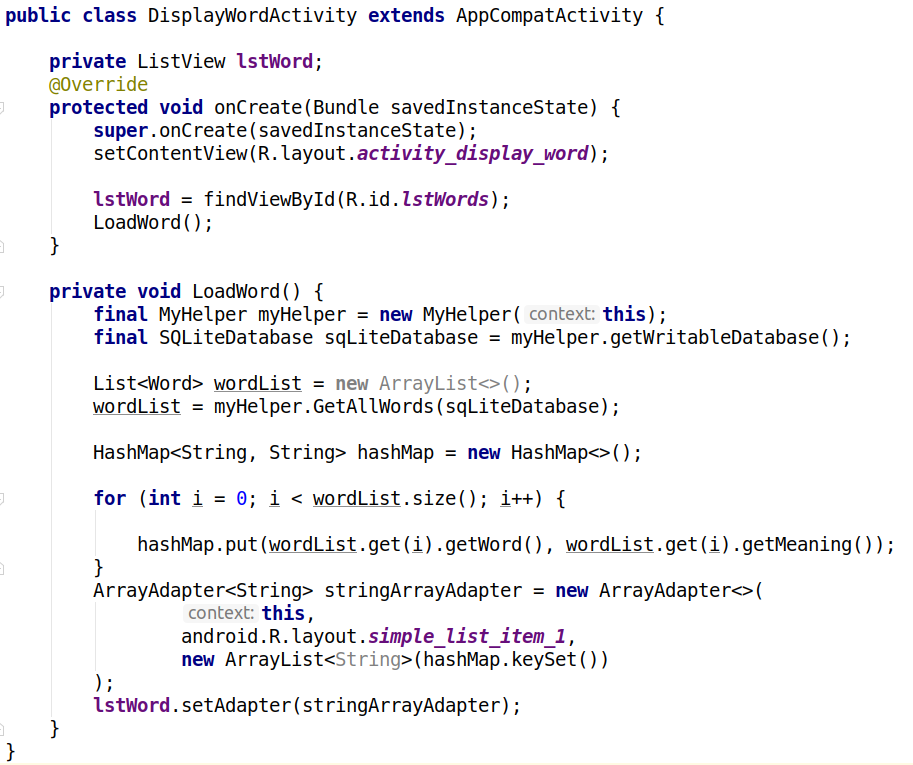 public class DisplayWordActivity extends AppCompatActivity {
private ListView lstWord;
@Override
protected void onCreate(Bundle savedInstanceState) {
super.onCreate(savedInstanceState);
setContentView(R.layout.activity_display_word);
lstWord = findViewById(R.id.lstWords);
LoadWord();
}
private void LoadWord() {
final MyHelper myHelper = new MyHelper( context: this);
final SQLiteDatabase sqLiteDatabase = myHelper.getWritableDatabase();
List<Word> wordList = new ArrayList<>();
wordList = myHelper.GetAllWords(sqLiteDatabase);
HashMap<String, String> hashMap = new HashMap<>();
for (int i = 0; i < wordList.size(); i++) {
hashMap.put(wordList.get(i).getWord(), wordList.get(i).getMeaning());
}
ArrayAdapter<String> stringArrayAdapter = new ArrayAdapter<>(
context: this,
android.R.layout.simple_list_item_1,
new ArrayList<String>(hashMap.keySet())
);
lstWord.setAdapter(stringArrayAdapter);
}
}